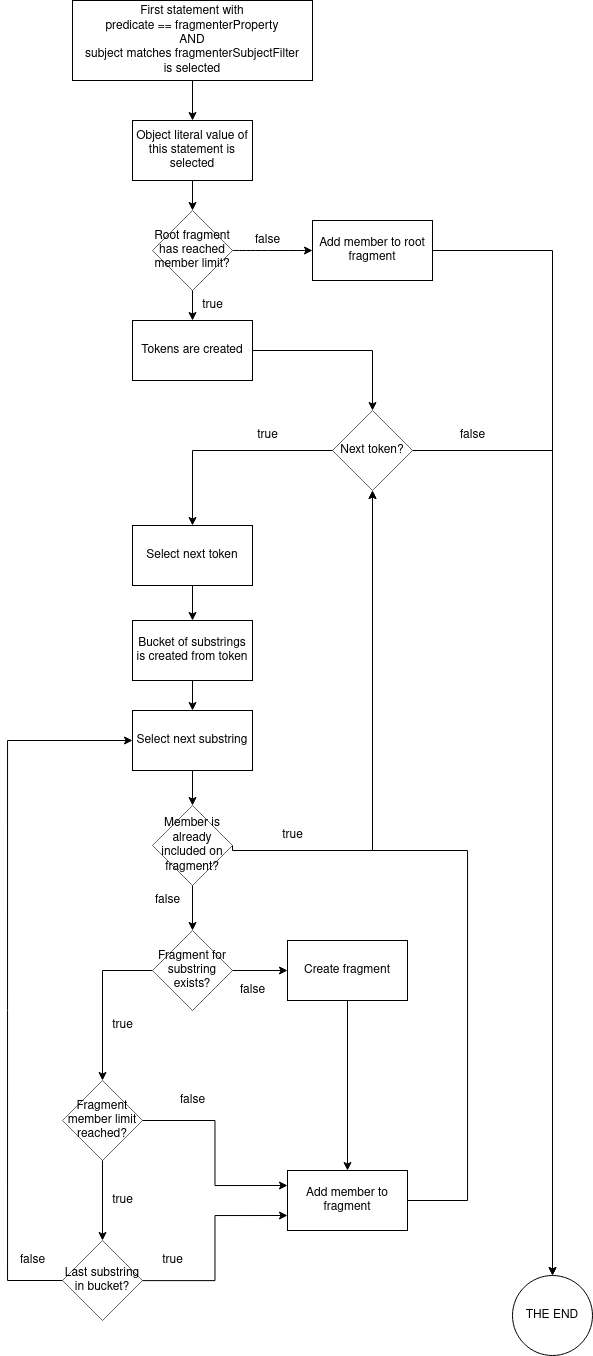 First statement with
predicate == fragmenterProperty
AND
subject matches fragmenterSubjectFilter
is selected
Object literal value of
this statement is
selected
Root fragment
has reached
member limit?
false
Add member to root
fragment
true
Tokens are created
true
Next token?
false
Select next token
Bucket of substrings
is created from token
Select next substring
Member is
already
included on
fragment?
true
false
Fragment for
substring
exists?
false
Create fragment
true
Fragment
member limit
reached?
false
Add member to
fragment
true
false
Last substring
in bucket?
true
THE END